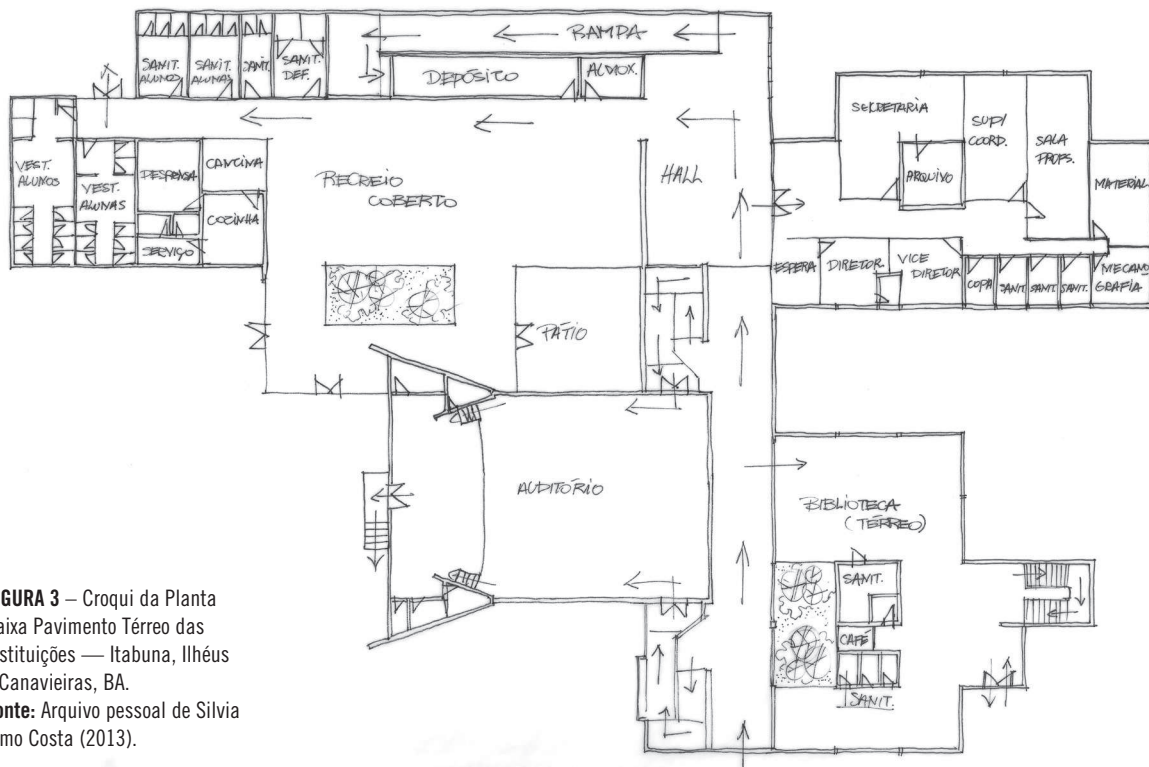 RAMPA
SANIT.
ALUNOS
SANIT.
ALUNAS
SANIT.
SANIT.
DEF.
DEPÓSITO
ALMOX.
SECRETARIA
SUP/
COORD.
SALA
PROFS.
MATERIAL
ARQUIVO
VEST.
ALUNOS
VEST.
ALUNAS
DESPENSA
CANTINA
COZINHA
SERVIÇO
RECREIO
COBERTO
HALL
ESPERA
DIRETOR
VICE
DIRETOR
COPA
SANIT.
SANIT.
SANIT.
MECANO
GRAFIA
PÁTIO
AUDITÓRIO
BIBLIOTECA
(TÉRREO)
SANIT.
CAFÉ
SANIT.
GURA 3 – Croqui da Planta
aixa Pavimento Térreo das
stituições — Itabuna, Ilhéus
Canavieiras, BA.
onte: Arquivo pessoal de Silvia
mo Costa (2013).